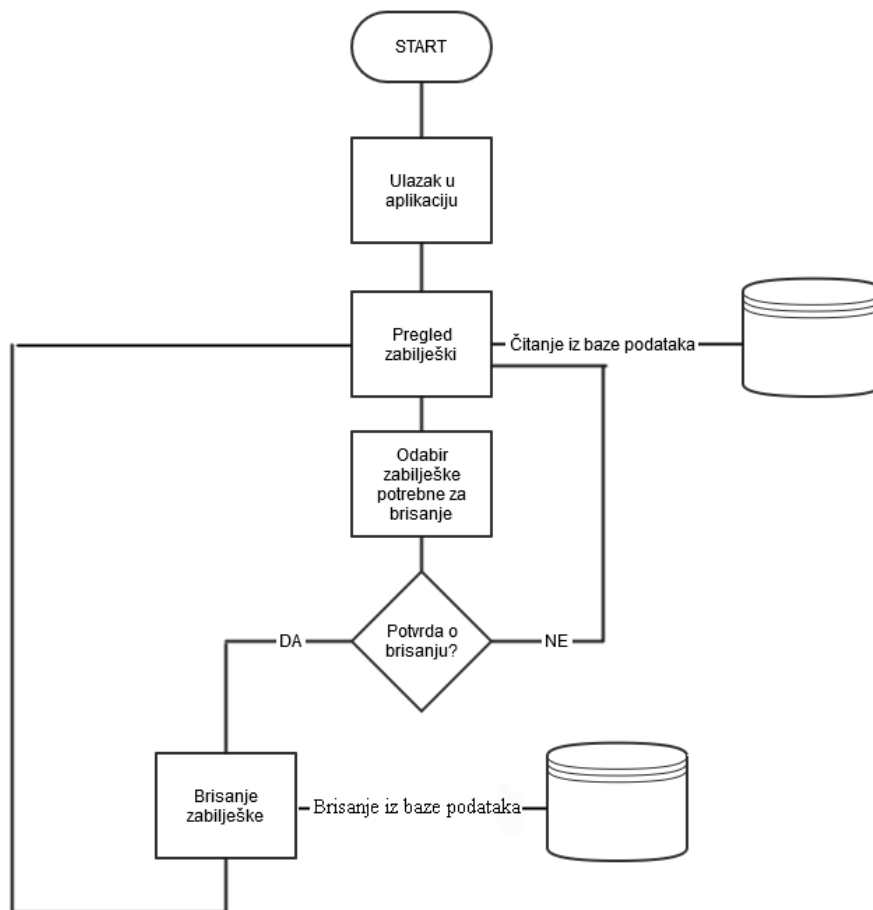 START
Ulazak u
aplikaciju
Pregled
zabilješki
Čitanje iz baze podataka
Odabir
zabilješke
potrebne za
brisanje
Potvrda o
brisanju?
DA
NE
Brisanje
zabilješke
Brisanje iz baze podataka